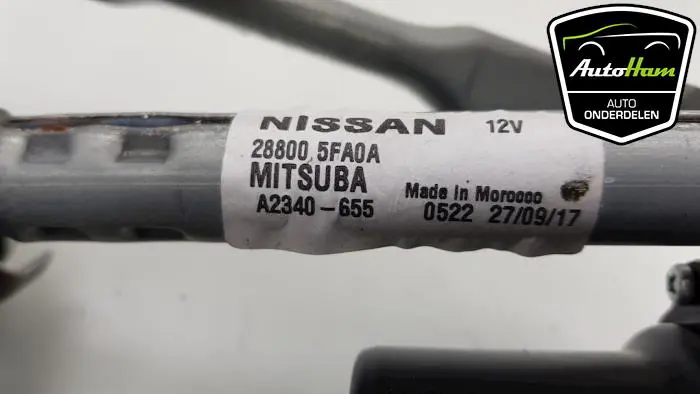 NISSAN 12V
28800 5FA0A
MITSUBA Made in Morocco
A2340-655 0522 27/09/17
AutoHam
AUTO
ONDERDELEN